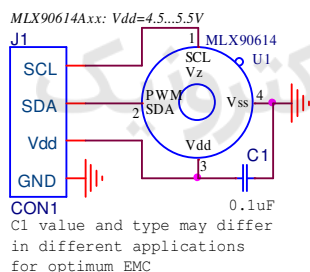 MLX90614Axx: Vdd=4.5...5.5V
J1
MLX90614
U1
1
SCL
Vz
PWM
SDA
2
Vss
4
Vdd
3
SCL
SDA
Vdd
GND
CON1
C1
0.1uF
C1 value and type may differ
in different applications
for optimum EMC